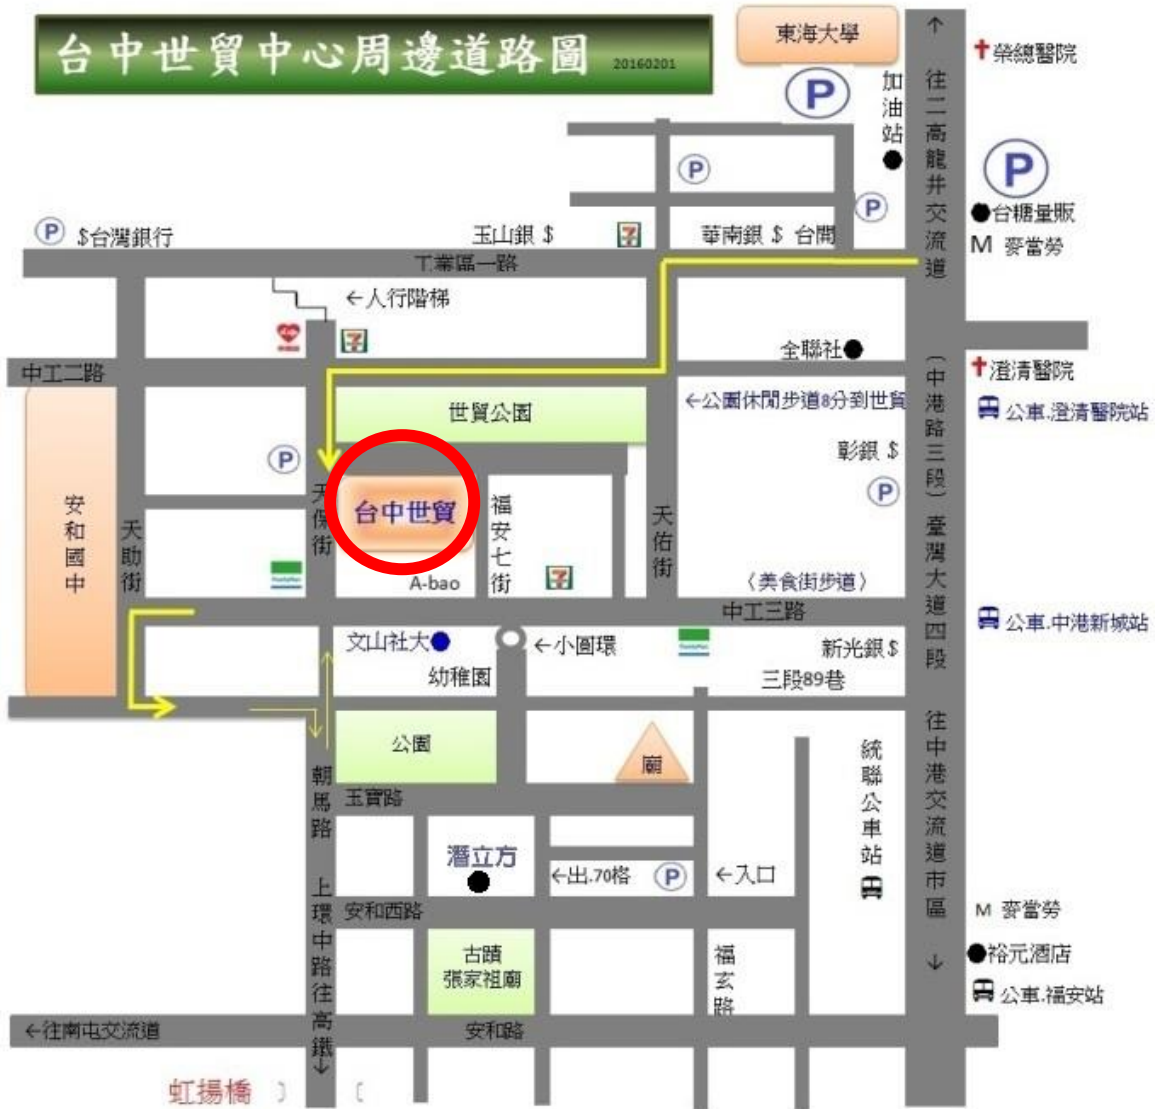 台中世貿中心周邊道路圖 20160201
東海大學
P
加油站
↑往二高龍井交流道
榮總醫院
P
台糖量販
M 麥當勞
P
P
P $台灣銀行
玉山銀 $
7
華南銀 $ 台開
工業區一路
←人行階梯
7
全聯社
中工二路
澄清醫院
世貿公園
←公園休閒步道8分到世貿
公車.澄清醫院站
(中港路三段)臺灣大道四段
彰銀 $
P
P
安和國中
天助街
天保街
台中世貿
福安七街
天佑街
A-bao
7
〈美食街步道〉
中工三路
公車.中港新城站
文山社大
←小圓環
FamilyMart
新光銀$
幼稚園
三段89巷
公園
廟
統聯公車站
往中港交流道市區↓
朝馬路
玉寶路
潛立方
←出.70格
P
←入口
上環中路往高鐵↓
安和西路
M 麥當勞
古蹟
張家祖廟
福玄路
裕元酒店
公車.福安站
←往南屯交流道
安和路
虹揚橋